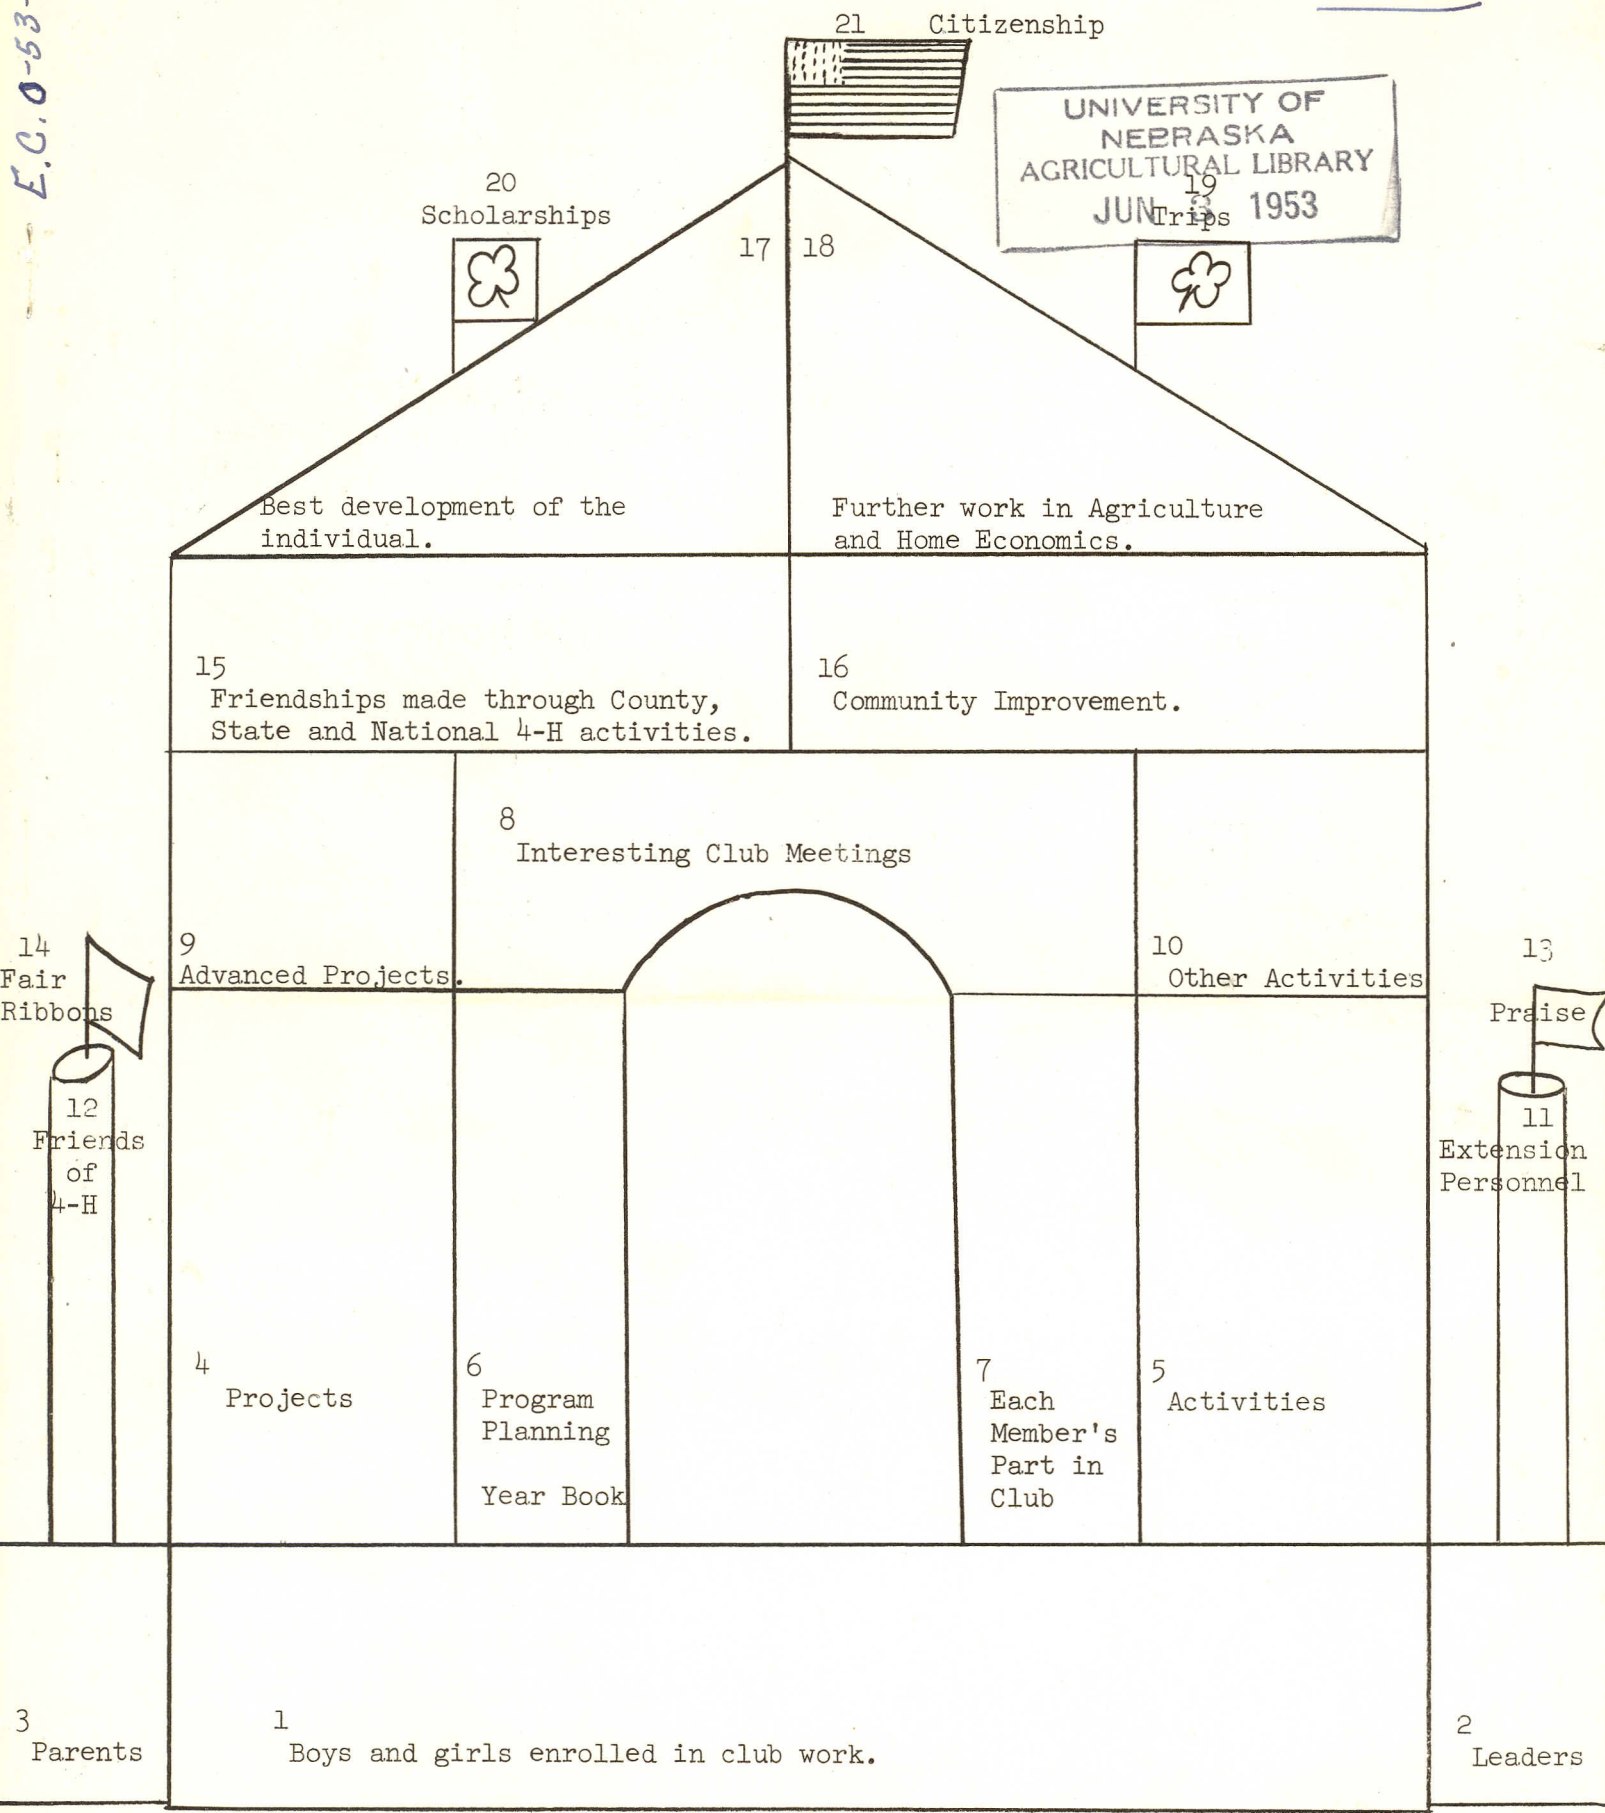 E.C. 0-53-
21 Citizenship
UNIVERSITY OF
NEBRASKA
AGRICULTURAL LIBRARY
JUN 3 1953
20
Scholarships
19
Trips
17 18
Best development of the
individual.
Further work in Agriculture
and Home Economics.
15
Friendships made through County,
State and National 4-H activities.
16
Community Improvement.
8
Interesting Club Meetings
14
Fair
Ribbons
9
Advanced Projects.
10
Other Activities
13
Praise
12
Friends
of
4-H
11
Extension
Personnel
4
Projects
6
Program
Planning
Year Book
7
Each
Member's
Part in
Club
5
Activities
3
Parents
1
Boys and girls enrolled in club work.
2
Leaders